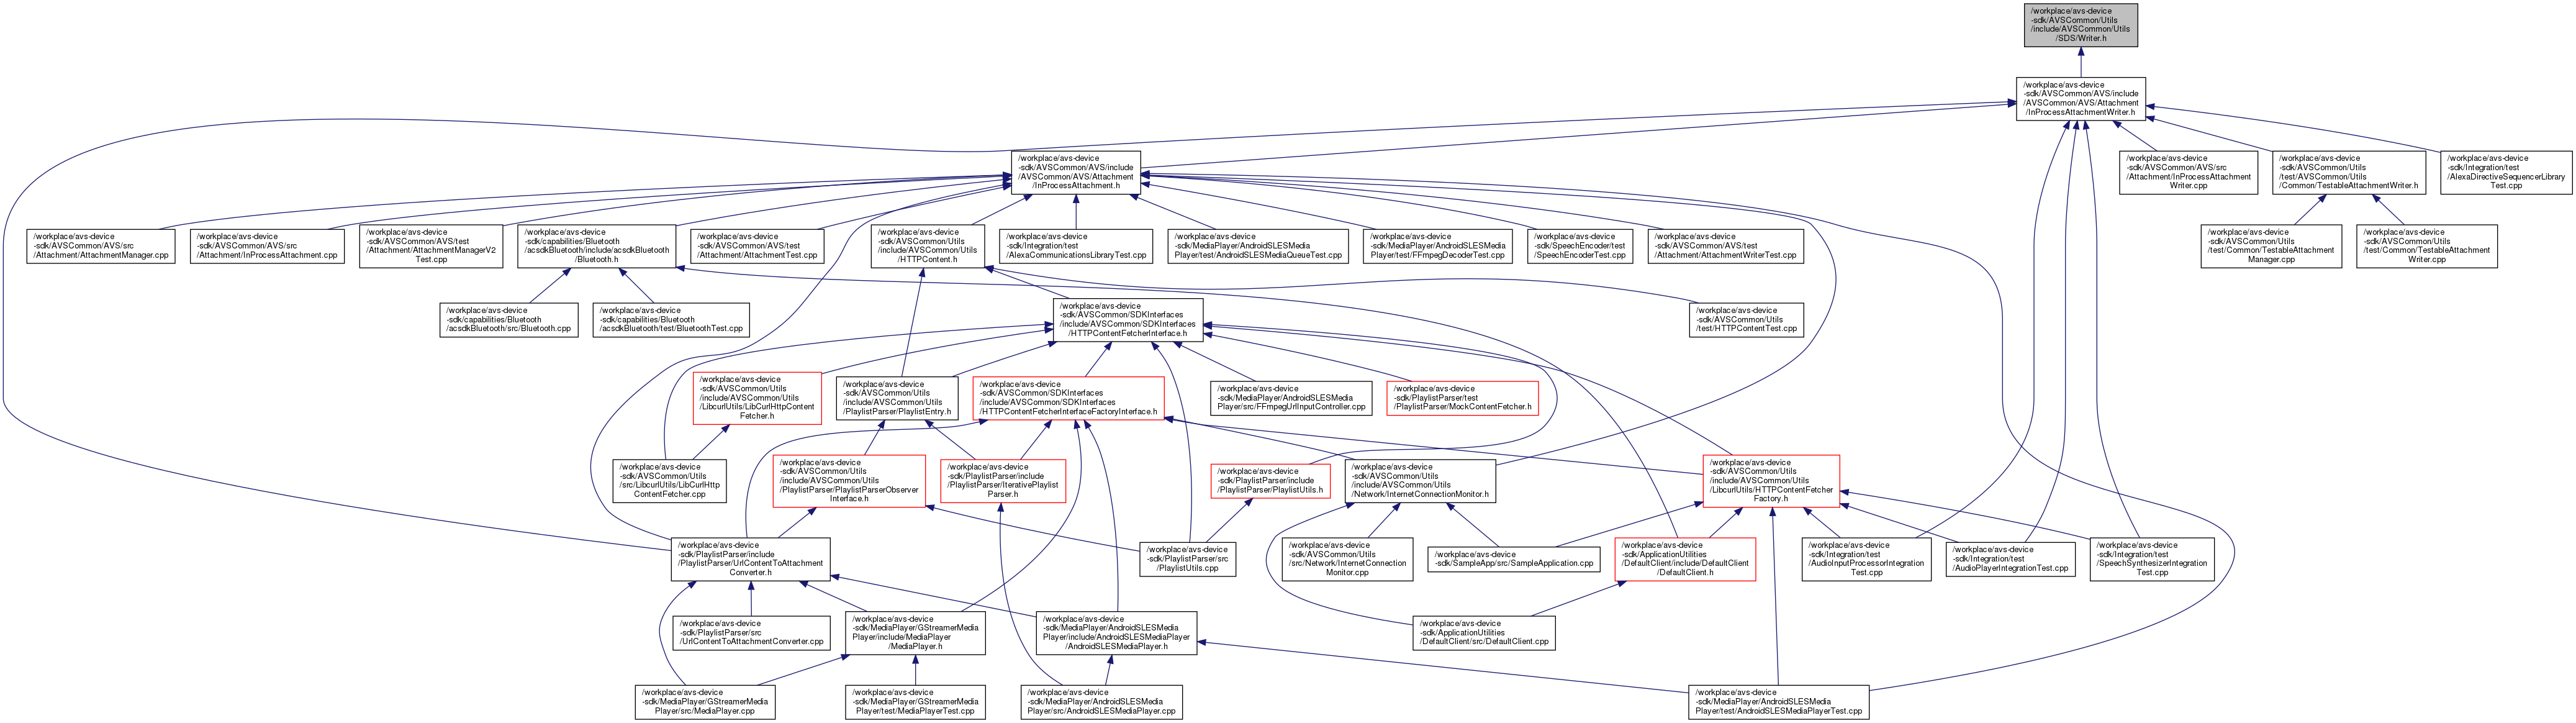 /workplace/avs-device
-sdk/AVSCommon/Utils
/include/AVSCommon/Utils
/SDS/Writer.h
/workplace/avs-device
-sdk/AVSCommon/AVS/include
/AVSCommon/AVS/Attachment
/InProcessAttachmentWriter.h
/workplace/avs-device
-sdk/AVSCommon/AVS/include
/AVSCommon/AVS/Attachment
/InProcessAttachment.h
/workplace/avs-device
-sdk/AVSCommon/AVS/src
/Attachment/InProcessAttachment
Writer.cpp
/workplace/avs-device
-sdk/AVSCommon/Utils
/test/AVSCommon/Utils
/Common/TestableAttachmentWriter.h
/workplace/avs-device
-sdk/Integration/test
/AlexaDirectiveSequencerLibrary
Test.cpp
/workplace/avs-device
-sdk/AVSCommon/AVS/src
/Attachment/AttachmentManager.cpp
/workplace/avs-device
-sdk/AVSCommon/AVS/src
/Attachment/InProcessAttachment.cpp
/workplace/avs-device
-sdk/AVSCommon/AVS/test
/Attachment/AttachmentManagerV2
Test.cpp
/workplace/avs-device
-sdk/capabilities/Bluetooth
/acsdkBluetooth/include/acsdkBluetooth
/Bluetooth.h
/workplace/avs-device
-sdk/AVSCommon/AVS/test
/Attachment/AttachmentTest.cpp
/workplace/avs-device
-sdk/AVSCommon/Utils
/include/AVSCommon/Utils
/HTTPContent.h
/workplace/avs-device
-sdk/Integration/test
/AlexaCommunicationsLibraryTest.cpp
/workplace/avs-device
-sdk/MediaPlayer/AndroidSLESMedia
Player/test/AndroidSLESMediaQueueTest.cpp
/workplace/avs-device
-sdk/MediaPlayer/AndroidSLESMedia
Player/test/FFmpegDecoderTest.cpp
/workplace/avs-device
-sdk/SpeechEncoder/test
/SpeechEncoderTest.cpp
/workplace/avs-device
-sdk/AVSCommon/AVS/test
/Attachment/AttachmentWriterTest.cpp
/workplace/avs-device
-sdk/AVSCommon/Utils
/test/Common/TestableAttachment
Manager.cpp
/workplace/avs-device
-sdk/AVSCommon/Utils
/test/Common/TestableAttachment
Writer.cpp
/workplace/avs-device
-sdk/capabilities/Bluetooth
/acsdkBluetooth/src/Bluetooth.cpp
/workplace/avs-device
-sdk/capabilities/Bluetooth
/acsdkBluetooth/test/BluetoothTest.cpp
/workplace/avs-device
-sdk/AVSCommon/SDKInterfaces
/include/AVSCommon/SDKInterfaces
/HTTPContentFetcherInterface.h
/workplace/avs-device
-sdk/AVSCommon/Utils
/test/HTTPContentTest.cpp
/workplace/avs-device
-sdk/AVSCommon/Utils
/include/AVSCommon/Utils
/LibcurlUtils/LibCurlHttpContent
Fetcher.h
/workplace/avs-device
-sdk/AVSCommon/Utils
/include/AVSCommon/Utils
/PlaylistParser/PlaylistEntry.h
/workplace/avs-device
-sdk/AVSCommon/SDKInterfaces
/include/AVSCommon/SDKInterfaces
/HTTPContentFetcherInterfaceFactoryInterface.h
/workplace/avs-device
-sdk/MediaPlayer/AndroidSLESMedia
Player/src/FFmpegUrlInputController.cpp
/workplace/avs-device
-sdk/PlaylistParser/test
/PlaylistParser/MockContentFetcher.h
/workplace/avs-device
-sdk/AVSCommon/Utils
/src/LibcurlUtils/LibCurlHttp
ContentFetcher.cpp
/workplace/avs-device
-sdk/AVSCommon/Utils
/include/AVSCommon/Utils
/PlaylistParser/PlaylistParserObserver
Interface.h
/workplace/avs-device
-sdk/PlaylistParser/include
/PlaylistParser/IterativePlaylist
Parser.h
/workplace/avs-device
-sdk/PlaylistParser/include
/PlaylistParser/PlaylistUtils.h
/workplace/avs-device
-sdk/AVSCommon/Utils
/include/AVSCommon/Utils
/Network/InternetConnectionMonitor.h
/workplace/avs-device
-sdk/AVSCommon/Utils
/include/AVSCommon/Utils
/LibcurlUtils/HTTPContentFetcher
Factory.h
/workplace/avs-device
-sdk/PlaylistParser/include
/PlaylistParser/UrlContentToAttachment
Converter.h
/workplace/avs-device
-sdk/PlaylistParser/src
/PlaylistUtils.cpp
/workplace/avs-device
-sdk/AVSCommon/Utils
/src/Network/InternetConnection
Monitor.cpp
/workplace/avs-device
-sdk/SampleApp/src/SampleApplication.cpp
/workplace/avs-device
-sdk/ApplicationUtilities
/DefaultClient/include/DefaultClient
/DefaultClient.h
/workplace/avs-device
-sdk/Integration/test
/AudioInputProcessorIntegration
Test.cpp
/workplace/avs-device
-sdk/Integration/test
/AudioPlayerIntegrationTest.cpp
/workplace/avs-device
-sdk/Integration/test
/SpeechSynthesizerIntegration
Test.cpp
/workplace/avs-device
-sdk/PlaylistParser/src
/UrlContentToAttachmentConverter.cpp
/workplace/avs-device
-sdk/MediaPlayer/GStreamerMedia
Player/include/MediaPlayer
/MediaPlayer.h
/workplace/avs-device
-sdk/MediaPlayer/AndroidSLESMedia
Player/include/AndroidSLESMediaPlayer
/AndroidSLESMediaPlayer.h
/workplace/avs-device
-sdk/ApplicationUtilities
/DefaultClient/src/DefaultClient.cpp
/workplace/avs-device
-sdk/MediaPlayer/GStreamerMedia
Player/src/MediaPlayer.cpp
/workplace/avs-device
-sdk/MediaPlayer/GStreamerMedia
Player/test/MediaPlayerTest.cpp
/workplace/avs-device
-sdk/MediaPlayer/AndroidSLESMedia
Player/src/AndroidSLESMediaPlayer.cpp
/workplace/avs-device
-sdk/MediaPlayer/AndroidSLESMedia
Player/test/AndroidSLESMediaPlayerTest.cpp